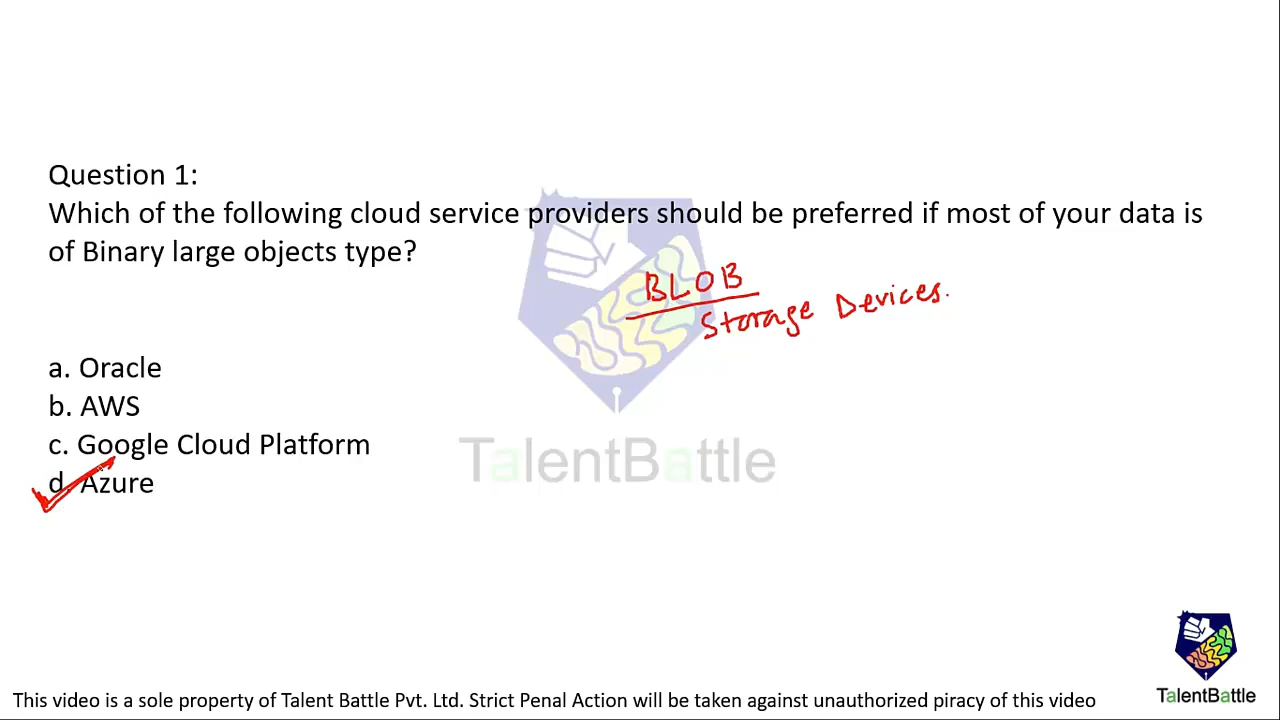 Question 1:
Which of the following cloud service providers should be preferred if most of your data is
of Binary large objects type?
BLOB
Storage Devices.
a. Oracle
b. AWS
c. Google Cloud Platform
d. Azure
TalentBattle
TalentBattle
This video is a sole property of Talent Battle Pvt. Ltd. Strict Penal Action will be taken against unauthorized piracy of this video